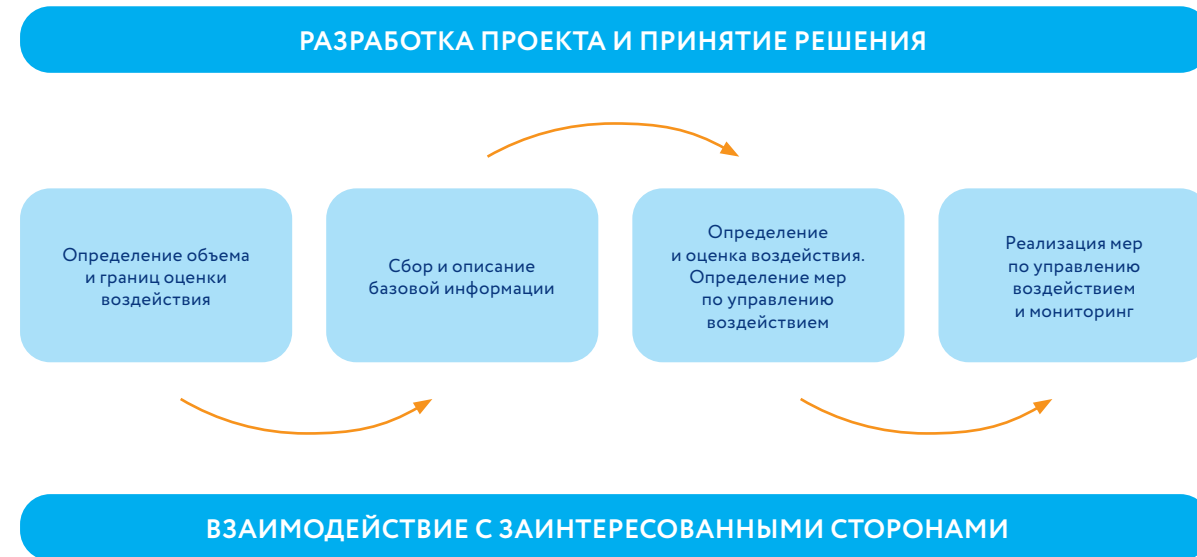 РАЗРАБОТКА ПРОЕКТА И ПРИНЯТИЕ РЕШЕНИЯ
Определение объема
и границ оценки
воздействия
Сбор и описание
базовой информации
Определение
и оценка воздействия.
Определение мер
по управлению
воздействием
Реализация мер
по управлению
воздействием
и мониторинг
ВЗАИМОДЕЙСТВИЕ С ЗАИНТЕРЕСОВАННЫМИ СТОРОНАМИ